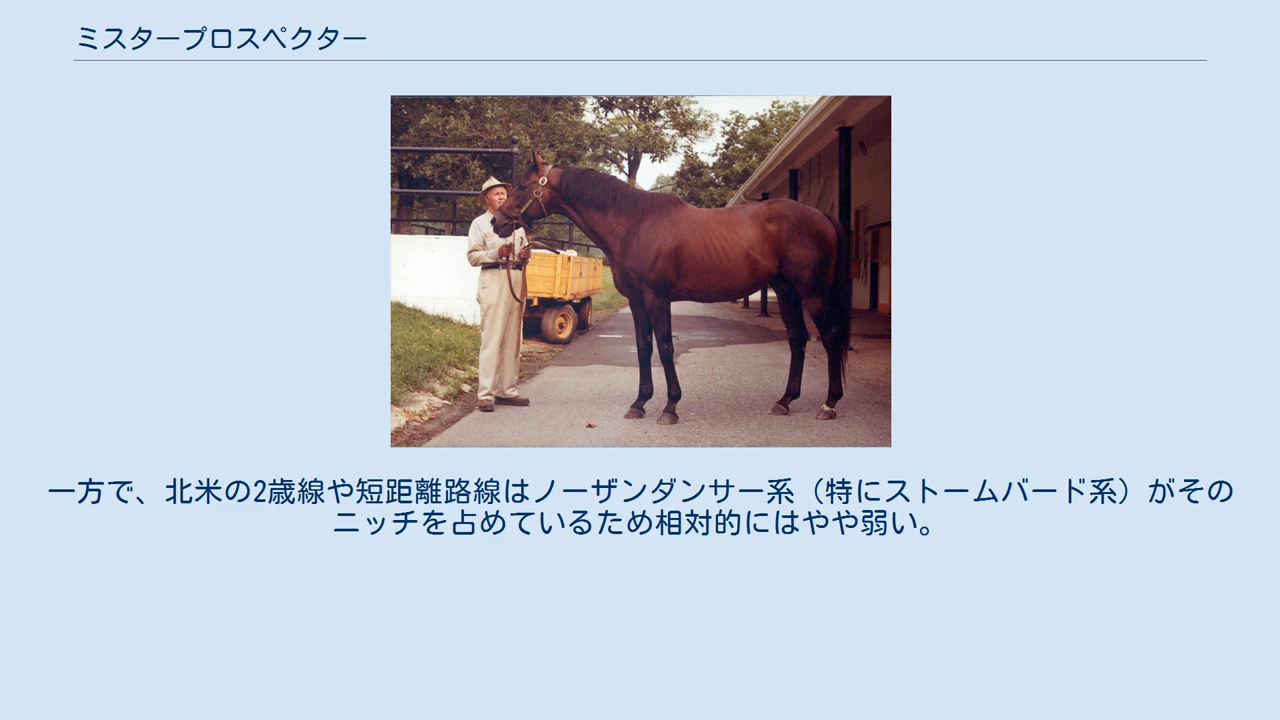 ミスタープロスペクター
一方で、北米の2歳線や短距離路線はノーザンダンサー系（特にストームバード系）がその
ニッチを占めているため相対的にはやや弱い。